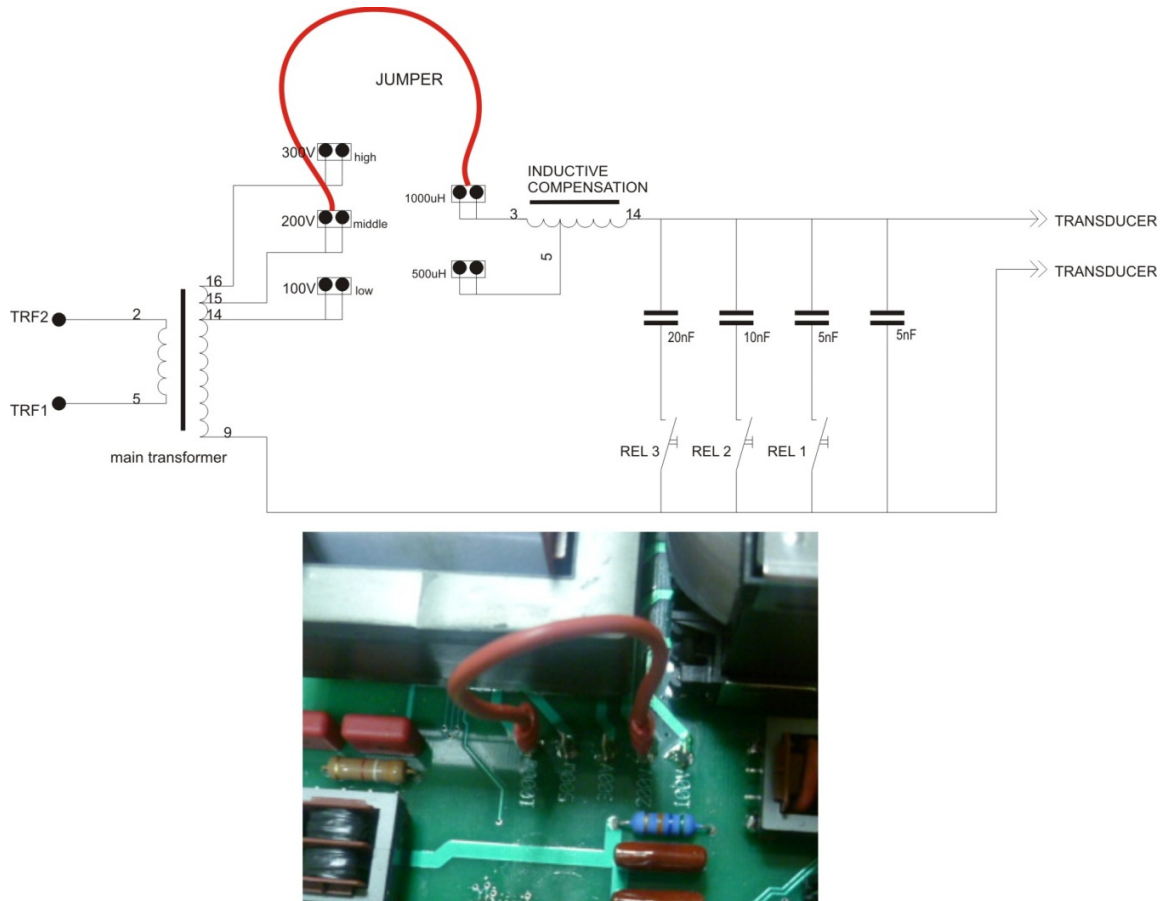 JUMPER
300V high
200V middle
100V low
1000uH
500uH
INDUCTIVE
COMPENSATION
3 14
5
TRANSDUCER
TRANSDUCER
16
15
14
TRF2 2
TRF1 5
9
main transformer
20nF 10nF 5nF 5nF
REL 3 REL 2 REL 1
100V